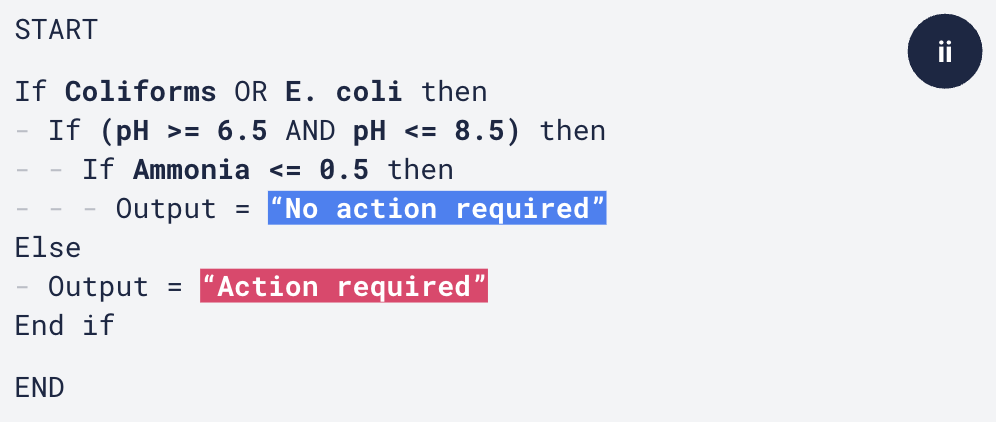 START
ii
If Coliforms OR E. coli then
- If (pH >= 6.5 AND pH <= 8.5) then
- - If Ammonia <= 0.5 then
- - - Output = “No action required”
Else
- Output = “Action required”
End if
END